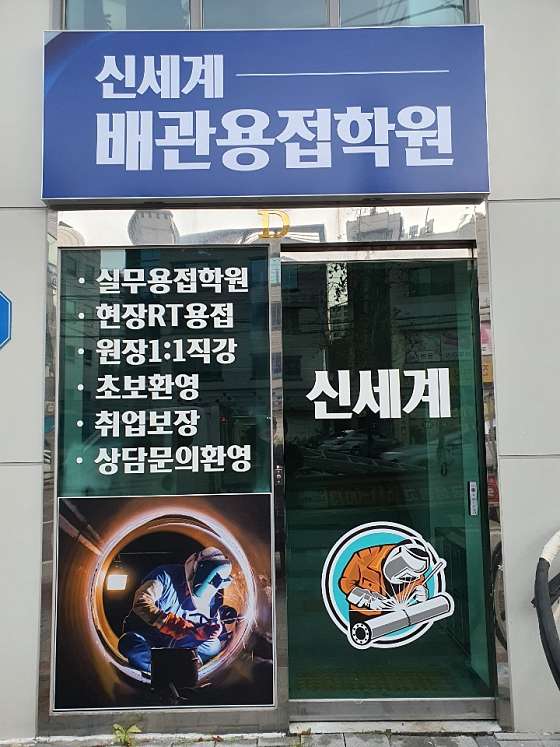 신세계
배관용접학원
D
· 실무용접학원
· 현장RT용접
· 원장1:1직강
· 초보환영
· 취업보장
· 상담문의환영
신세계